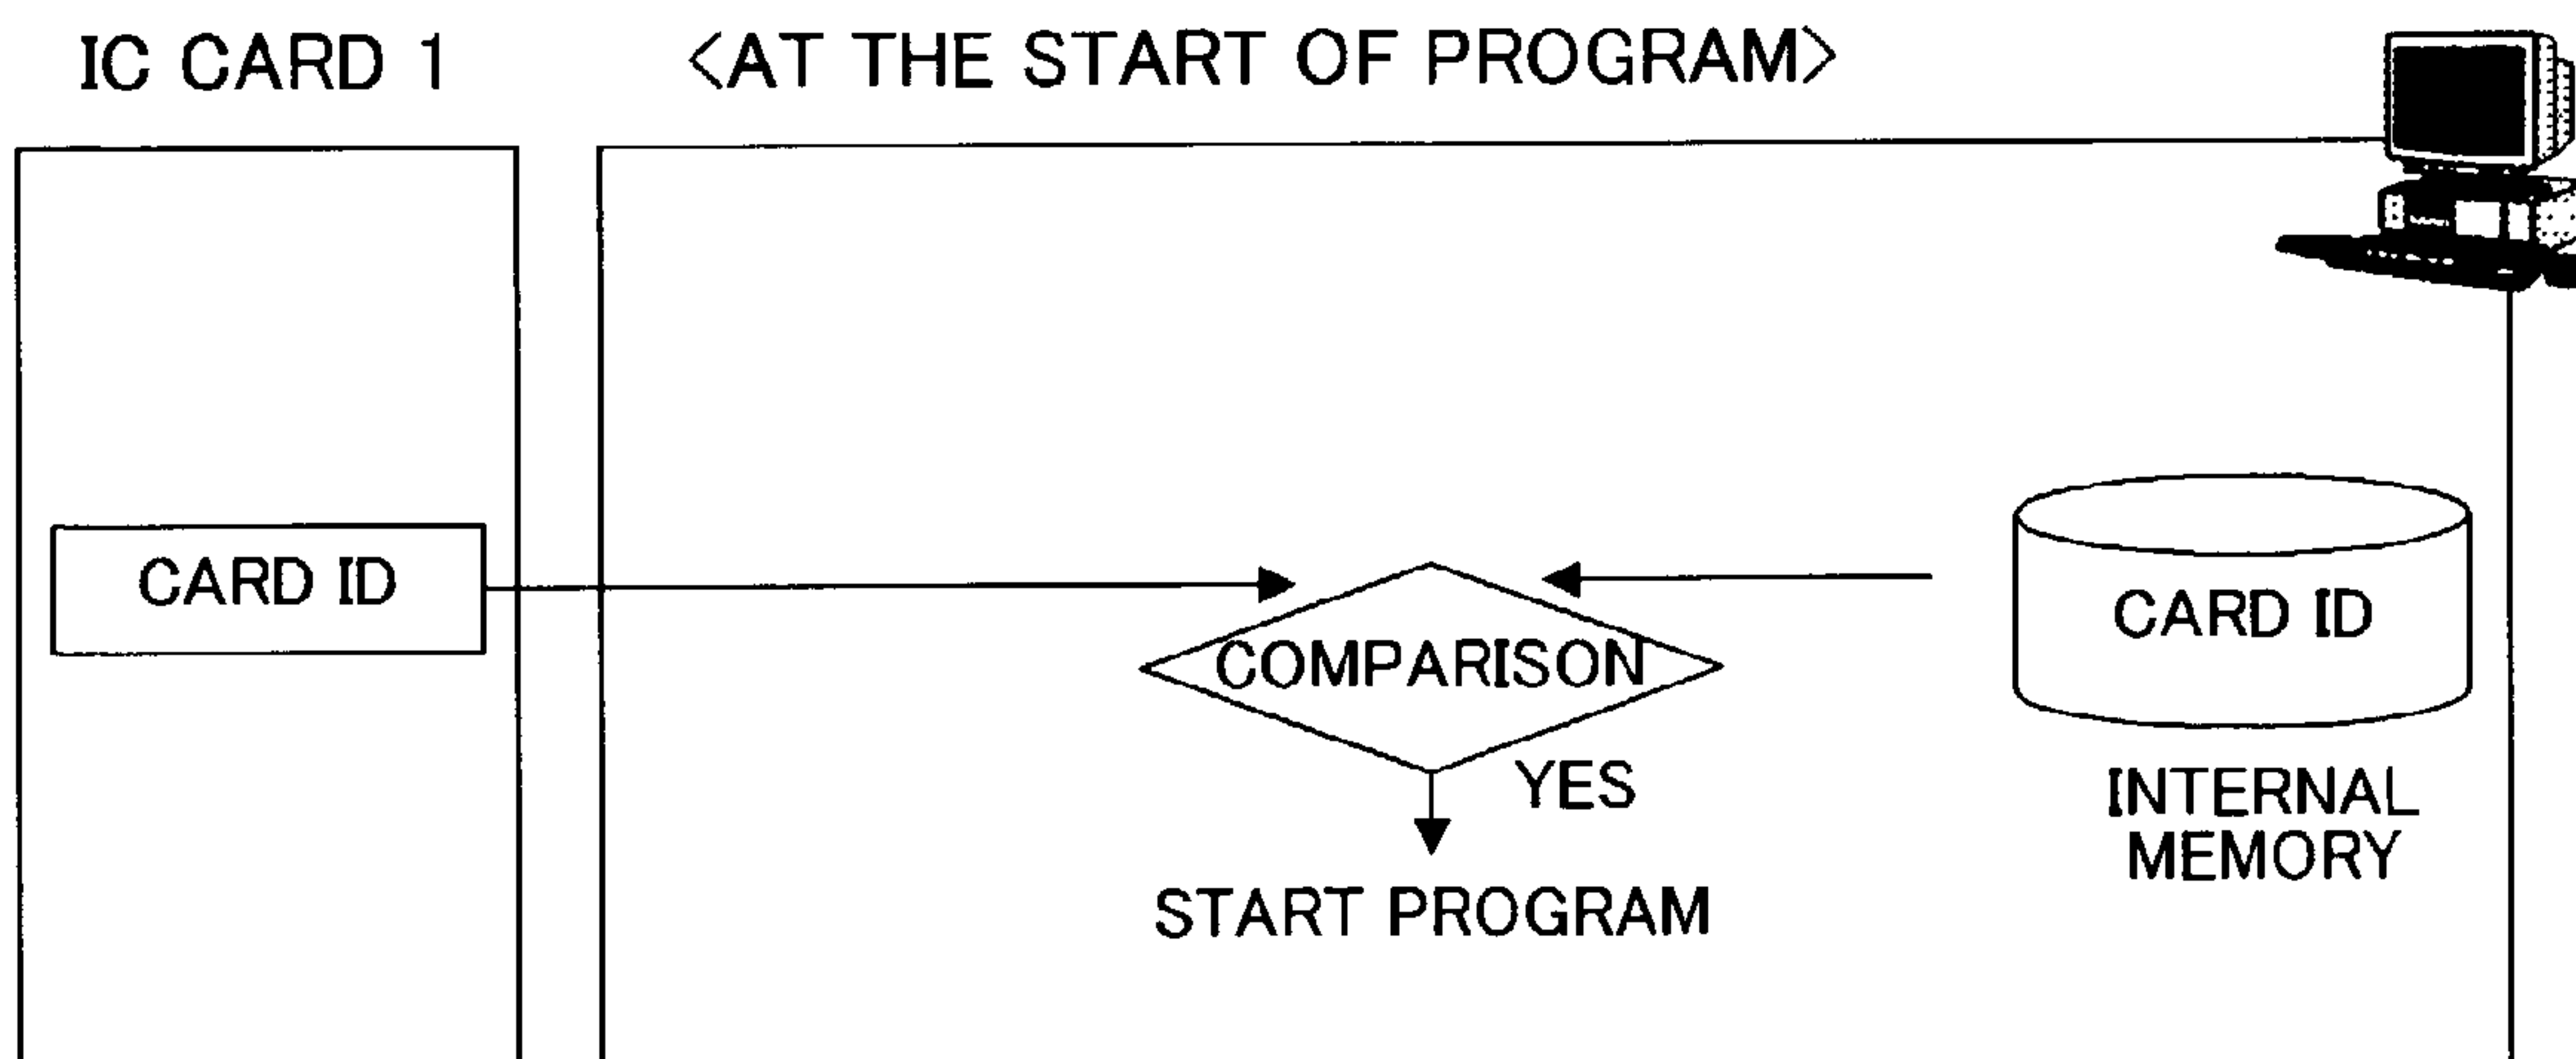 IC CARD 1
<AT THE START OF PROGRAM>
CARD ID
COMPARISON
CARD ID
YES
INTERNAL
MEMORY
START PROGRAM